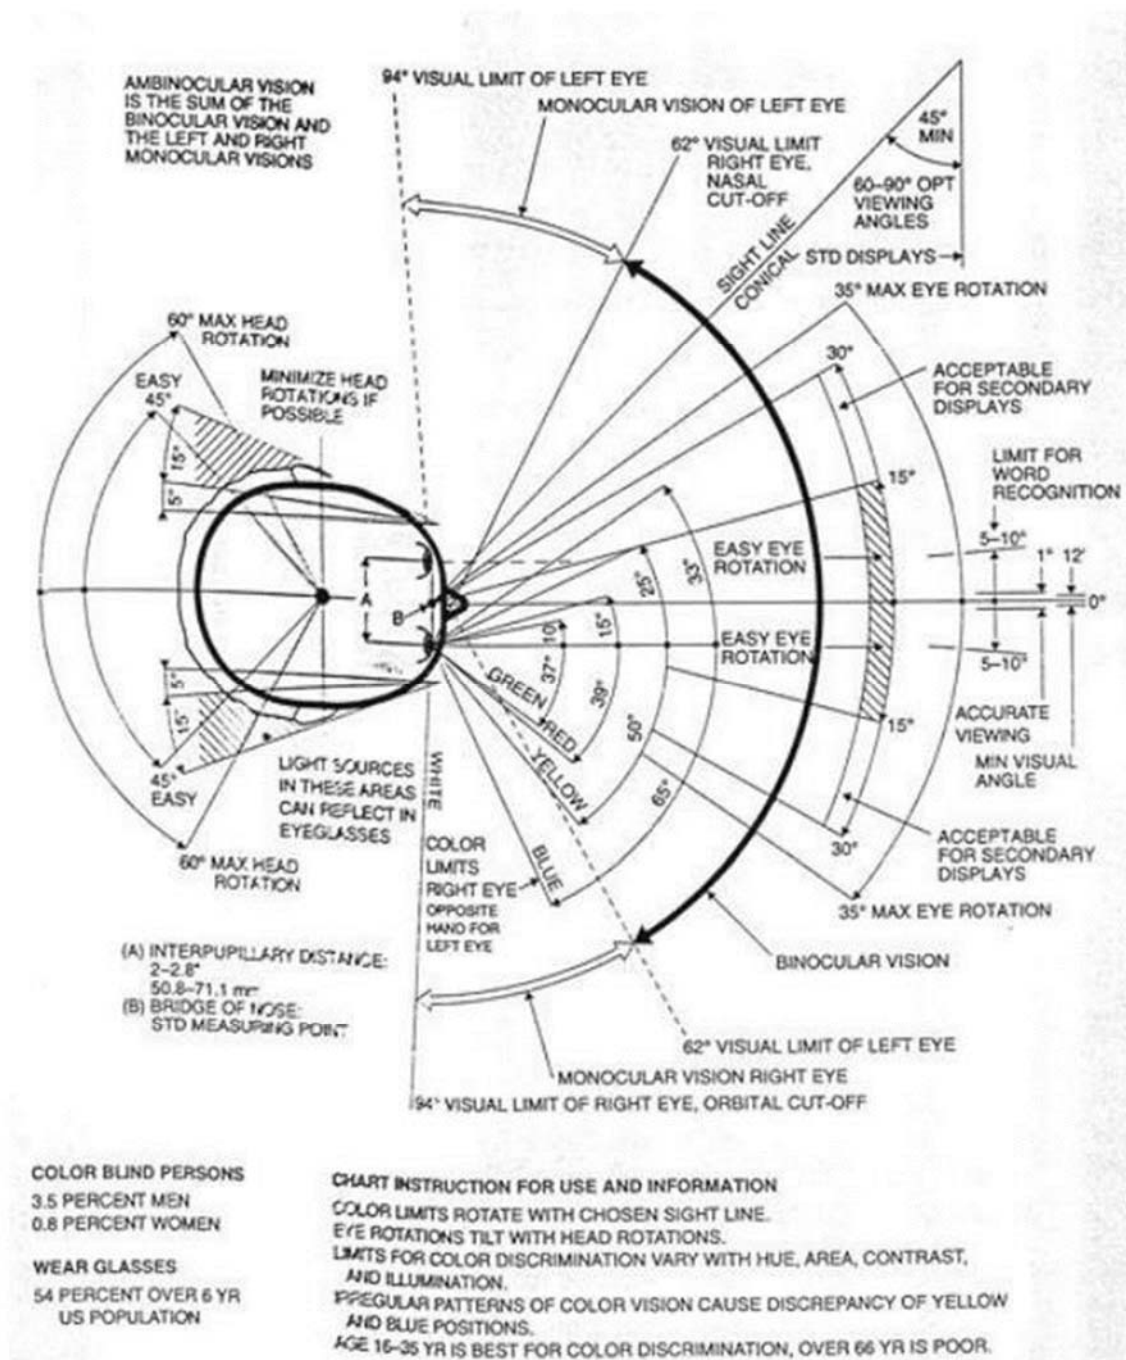 AMBINOCULAR VISION
IS THE SUM OF THE
BINOCULAR VISION AND
THE LEFT AND RIGHT
MONOCULAR VISIONS
94° VISUAL LIMIT OF LEFT EYE
MONOCULAR VISION OF LEFT EYE
62° VISUAL LIMIT
RIGHT EYE,
NASAL
CUT-OFF
45°
MIN
60–90° OPT
VIEWING
ANGLES
SIGHT LINE
CONICAL
STD DISPLAYS
35° MAX EYE ROTATION
60° MAX HEAD
ROTATION
EASY
45°
MINIMIZE HEAD
ROTATIONS IF
POSSIBLE
15°
5°
30°
ACCEPTABLE
FOR SECONDARY
DISPLAYS
15°
LIMIT FOR
WORD
RECOGNITION
5–10°
1°
12'
0°
EASY EYE
ROTATION
33°
25°
15°
10°
A
B
EASY EYE
ROTATION
5–10°
37°
39°
50°
65°
GREEN
RED
YELLOW
BLUE
WHITE
5°
15°
45°
EASY
15°
ACCURATE
VIEWING
MIN VISUAL
ANGLE
LIGHT SOURCES
IN THESE AREAS
CAN REFLECT IN
EYEGLASSES
60° MAX HEAD
ROTATION
COLOR
LIMITS
RIGHT EYE
OPPOSITE
HAND FOR
LEFT EYE
30°
ACCEPTABLE
FOR SECONDARY
DISPLAYS
35° MAX EYE ROTATION
BINOCULAR VISION
(A) INTERPUPILLARY DISTANCE:
2–2.8"
50.8–71.1 mm
(B) BRIDGE OF NOSE:
STD MEASURING POINT
62° VISUAL LIMIT OF LEFT EYE
MONOCULAR VISION RIGHT EYE
94° VISUAL LIMIT OF RIGHT EYE, ORBITAL CUT-OFF
COLOR BLIND PERSONS
3.5 PERCENT MEN
0.8 PERCENT WOMEN
WEAR GLASSES
54 PERCENT OVER 6 YR
US POPULATION
CHART INSTRUCTION FOR USE AND INFORMATION
COLOR LIMITS ROTATE WITH CHOSEN SIGHT LINE.
EYE ROTATIONS TILT WITH HEAD ROTATIONS.
LIMITS FOR COLOR DISCRIMINATION VARY WITH HUE, AREA, CONTRAST,
AND ILLUMINATION.
IRREGULAR PATTERNS OF COLOR VISION CAUSE DISCREPANCY OF YELLOW
AND BLUE POSITIONS.
AGE 16–35 YR IS BEST FOR COLOR DISCRIMINATION, OVER 66 YR IS POOR.